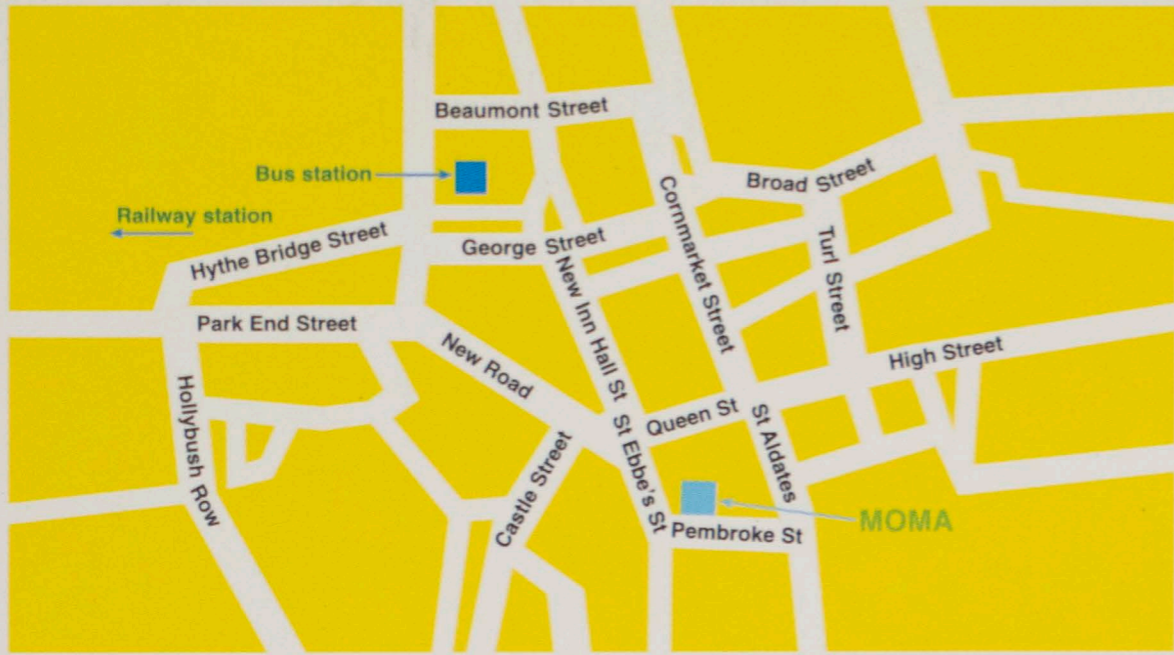 Beaumont Street
Bus station
Broad Street
Railway station
Hythe Bridge Street
George Street
Cornmarket Street
Turl Street
New Inn Hall St
Park End Street
New Road
High Street
Hollybush Row
Queen St
St Aldates
St Ebbe's St
Castle Street
MOMA
Pembroke St